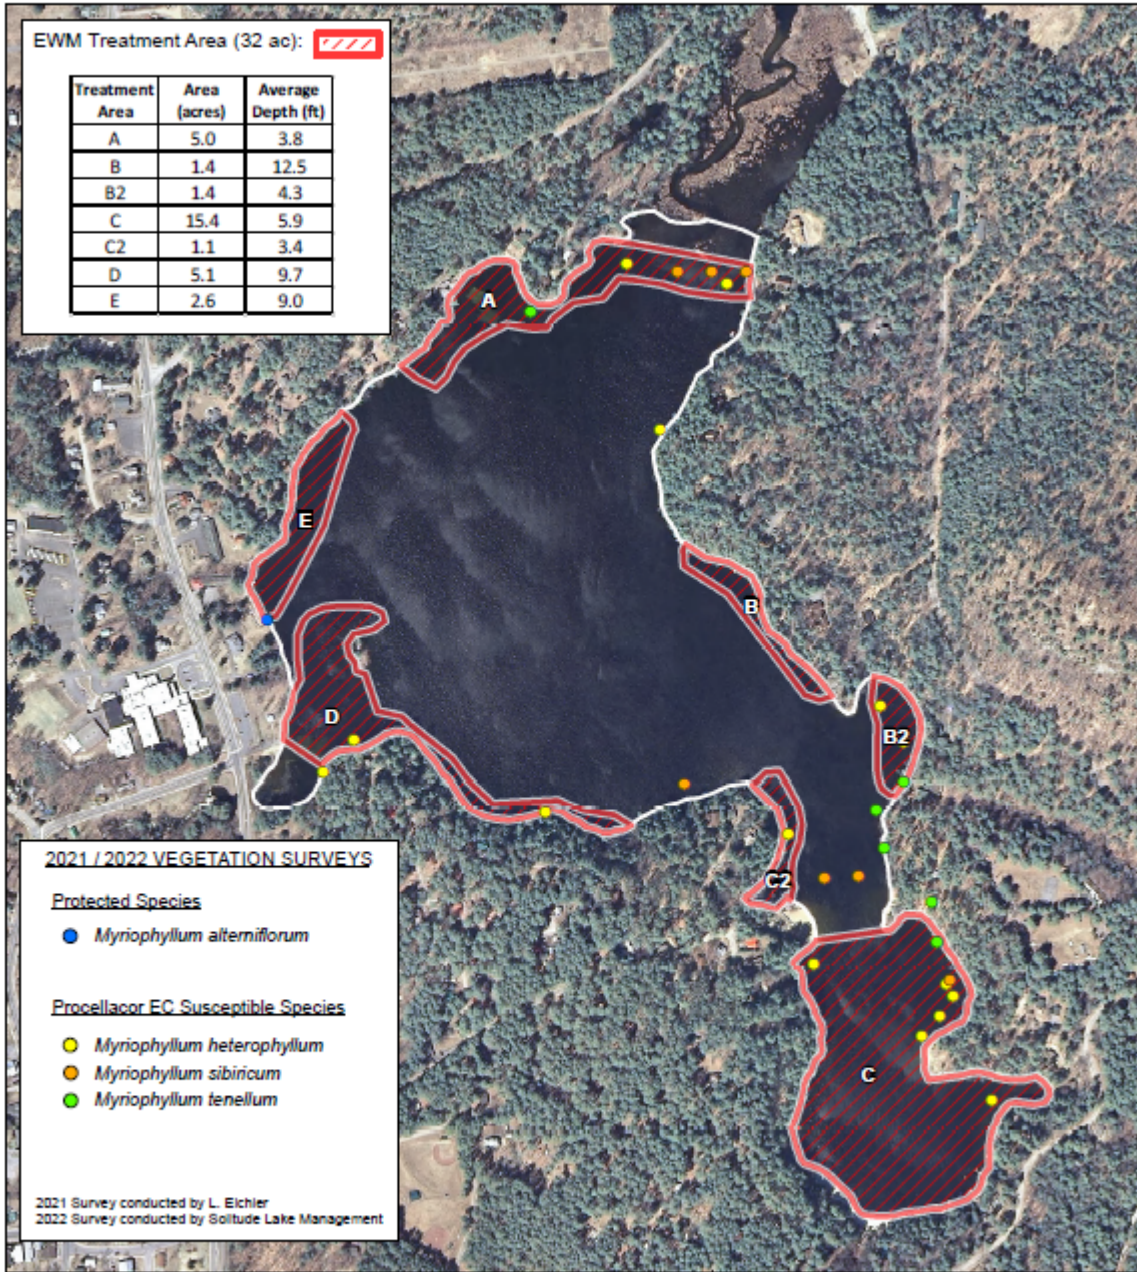 EWM Treatment Area (32 ac):
Treatment Area Area (acres) Average Depth (ft)
A 5.0 3.8
B 1.4 12.5
B2 1.4 4.3
C 15.4 5.9
C2 1.1 3.4
D 5.1 9.7
E 2.6 9.0
A
E
B
D
B2
C2
C
2021 / 2022 VEGETATION SURVEYS
Protected Species
Myriophyllum alterniflorum
Procellacor EC Susceptible Species
Myriophyllum heterophyllum
Myriophyllum sibiricum
Myriophyllum tenellum
2021 Survey conducted by L. Eichler
2022 Survey conducted by Solitude Lake Management